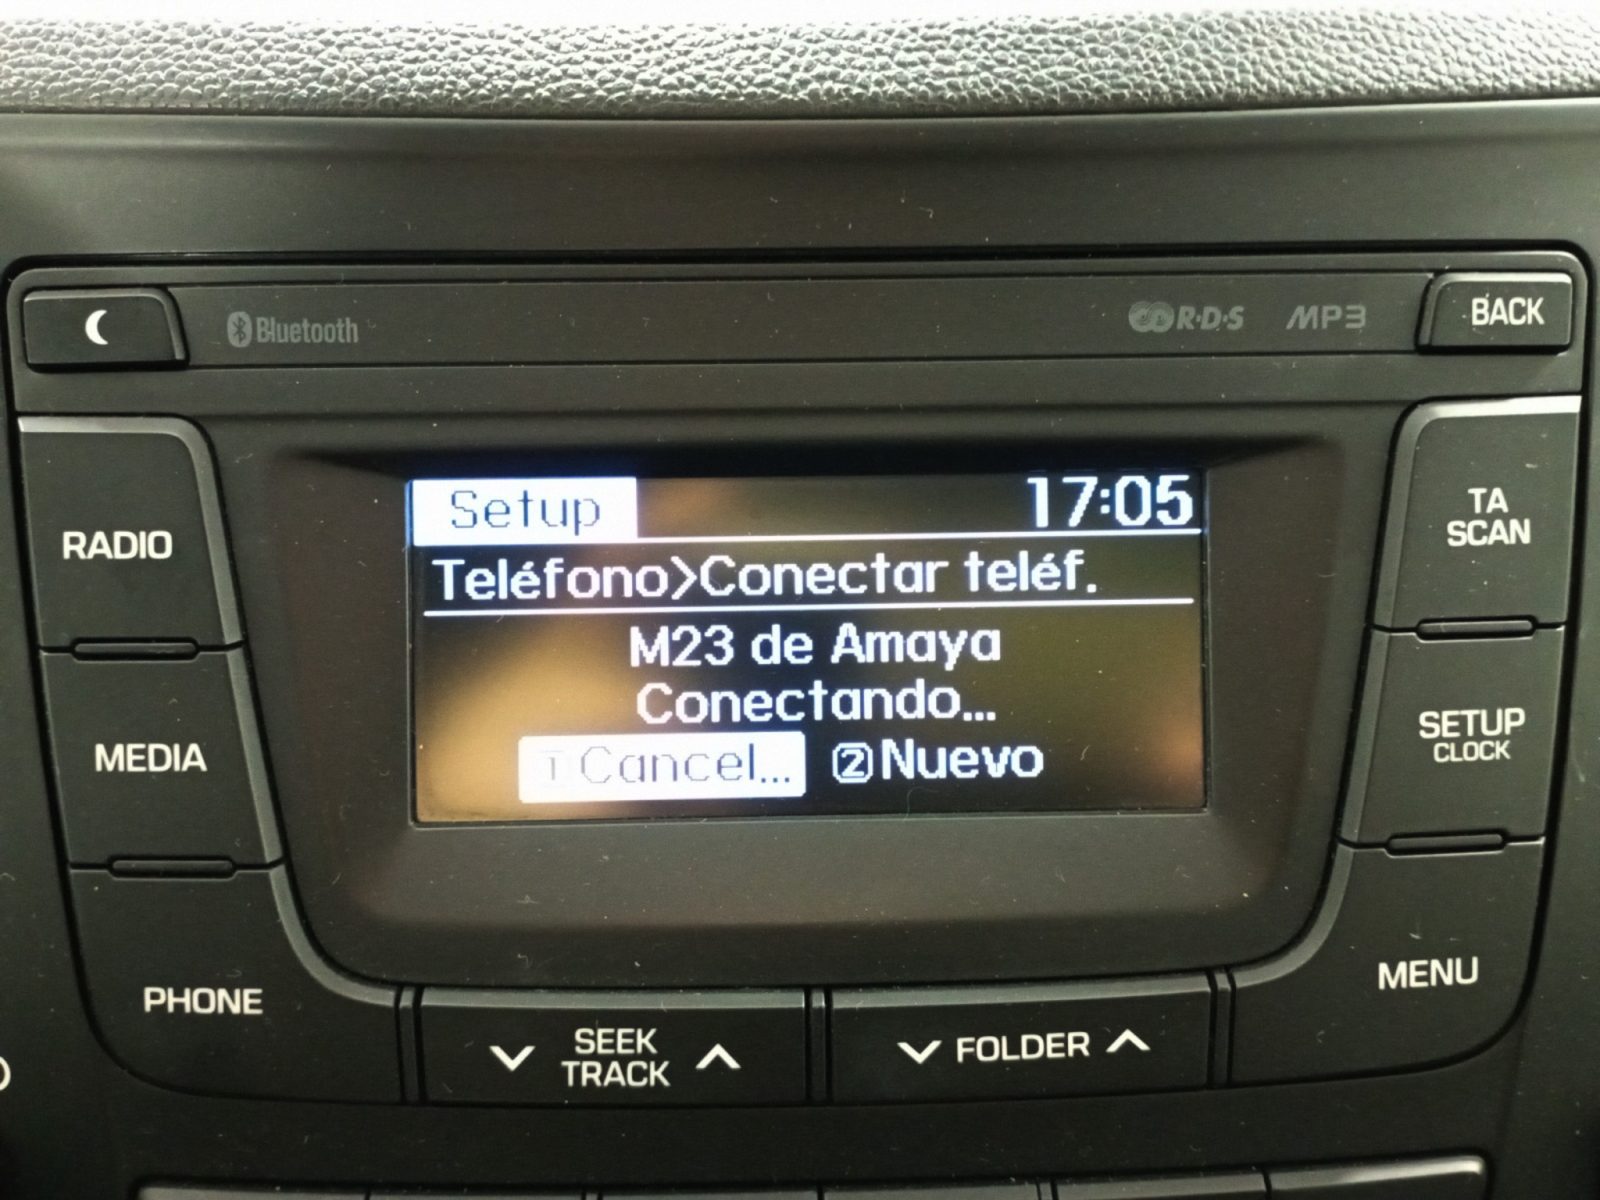 Bluetooth
R·D·S
MP3
BACK
RADIO
MEDIA
PHONE
Setup
17:05
Teléfono>Conectar teléf.
M23 de Amaya
Conectando...
1 Cancel... 2 Nuevo
TA
SCAN
SETUP
CLOCK
MENU
SEEK
TRACK
FOLDER